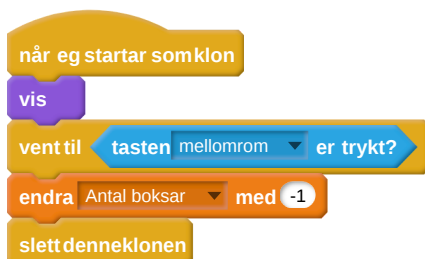 når eg startar som klon
vis
vent til tasten mellomrom er trykt?
endra Antal boksar med -1
slett denne klonen